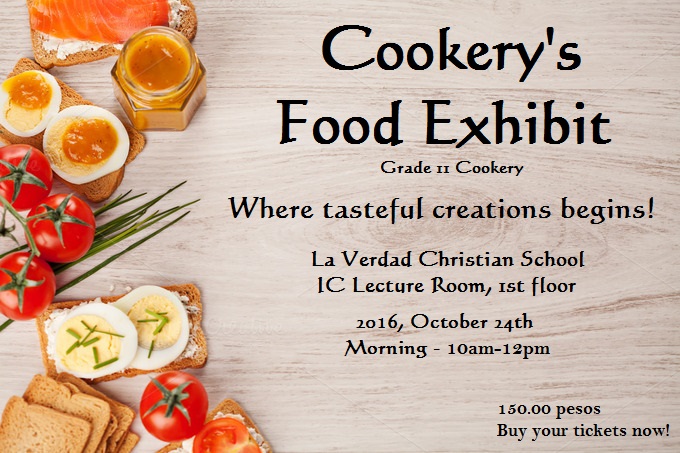 Cookery's
Food Exhibit
Grade 11 Cookery
Where tasteful creations begins!
La Verdad Christian School
IC Lecture Room, 1st floor
2016, October 24th
Morning - 10am-12pm
150.00 pesos
Buy your tickets now!